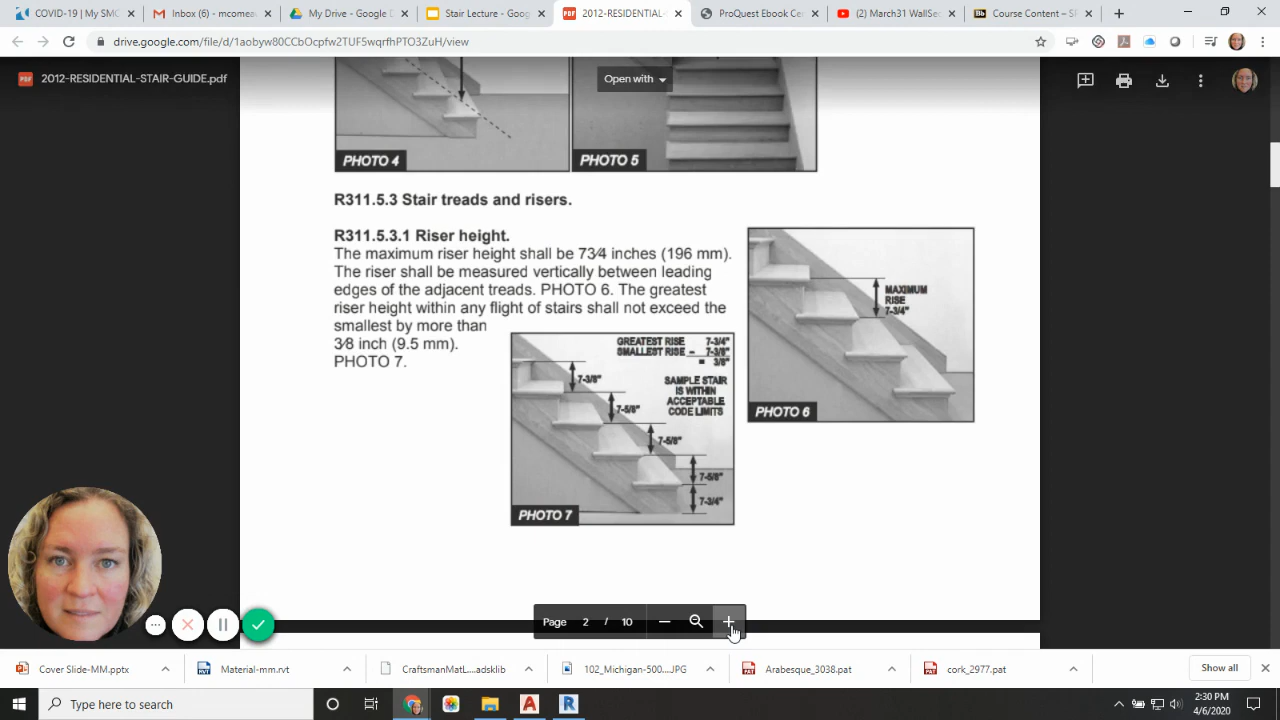 COVID-19 | My SMC
Inbox (6) - mcomea
My Drive - Google D
Stair Lecture - Goog
2012-RESIDENTIAL-
ProQuest Ebook Cen
(2) March31 WallSec
Course Content – SP
drive.google.com/file/d/1aobyw80CCbOcpfw2TUF5wqrfhPTO3ZuH/view
PDF 2012-RESIDENTIAL-STAIR-GUIDE.pdf
Open with
PHOTO 4
PHOTO 5
R311.5.3 Stair treads and risers.
R311.5.3.1 Riser height.
The maximum riser height shall be 73⁄4 inches (196 mm).
The riser shall be measured vertically between leading
edges of the adjacent treads. PHOTO 6. The greatest
riser height within any flight of stairs shall not exceed the
smallest by more than
3⁄8 inch (9.5 mm).
PHOTO 7.
GREATEST RISE 7-3/4"
SMALLEST RISE – 7-3/8"
= 3/8"
SAMPLE STAIR
IS WITHIN
ACCEPTABLE
CODE LIMITS
7-3/8"
7-5/8"
7-5/8"
7-5/8"
7-3/4"
PHOTO 7
MAXIMUM
RISE
7-3/4"
PHOTO 6
Page 2 / 10
Cover Slide-MM.pptx
Material-mm.rvt
CraftsmanMatL....adsklib
102_Michigan-500....JPG
Arabesque_3038.pat
cork_2977.pat
Show all
Type here to search
2:30 PM
4/6/2020